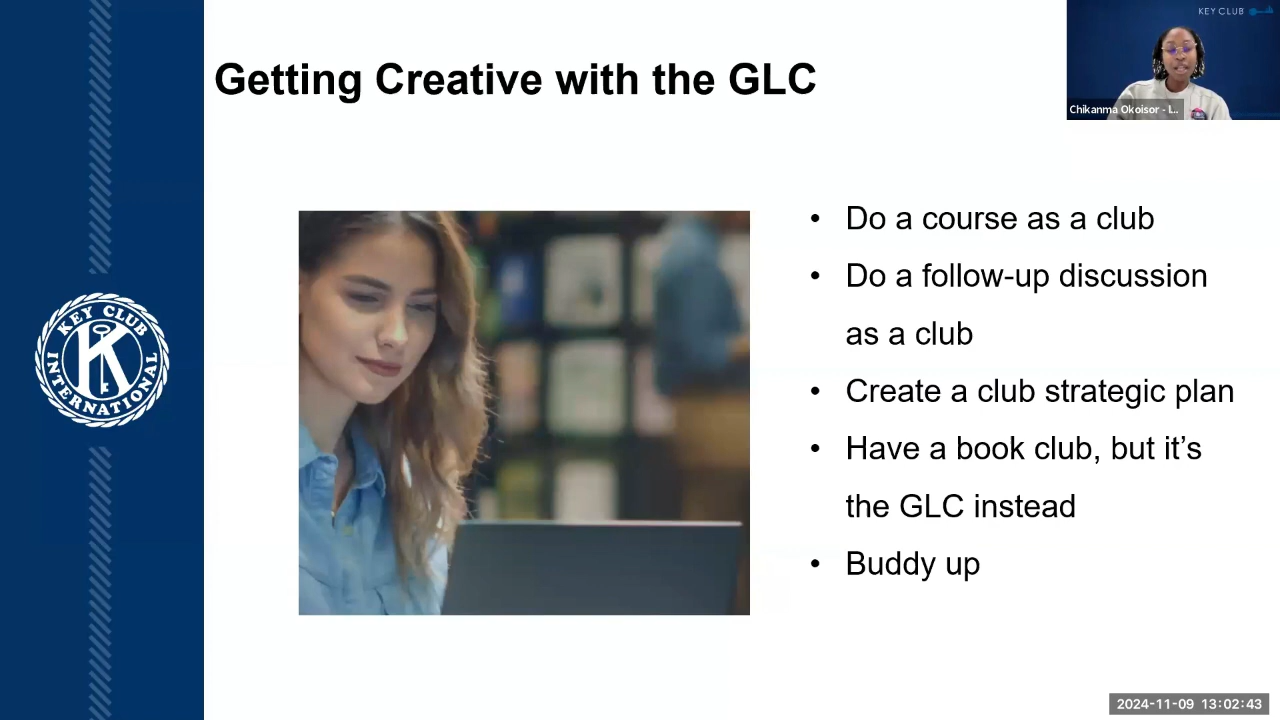 Getting Creative with the GLC
KEY CLUB
Chikanma Okoisor - L..
• Do a course as a club
• Do a follow-up discussion
as a club
• Create a club strategic plan
• Have a book club, but it’s
the GLC instead
• Buddy up
KEY CLUB
K
INTERNATIONAL
2024-11-09 13:02:43